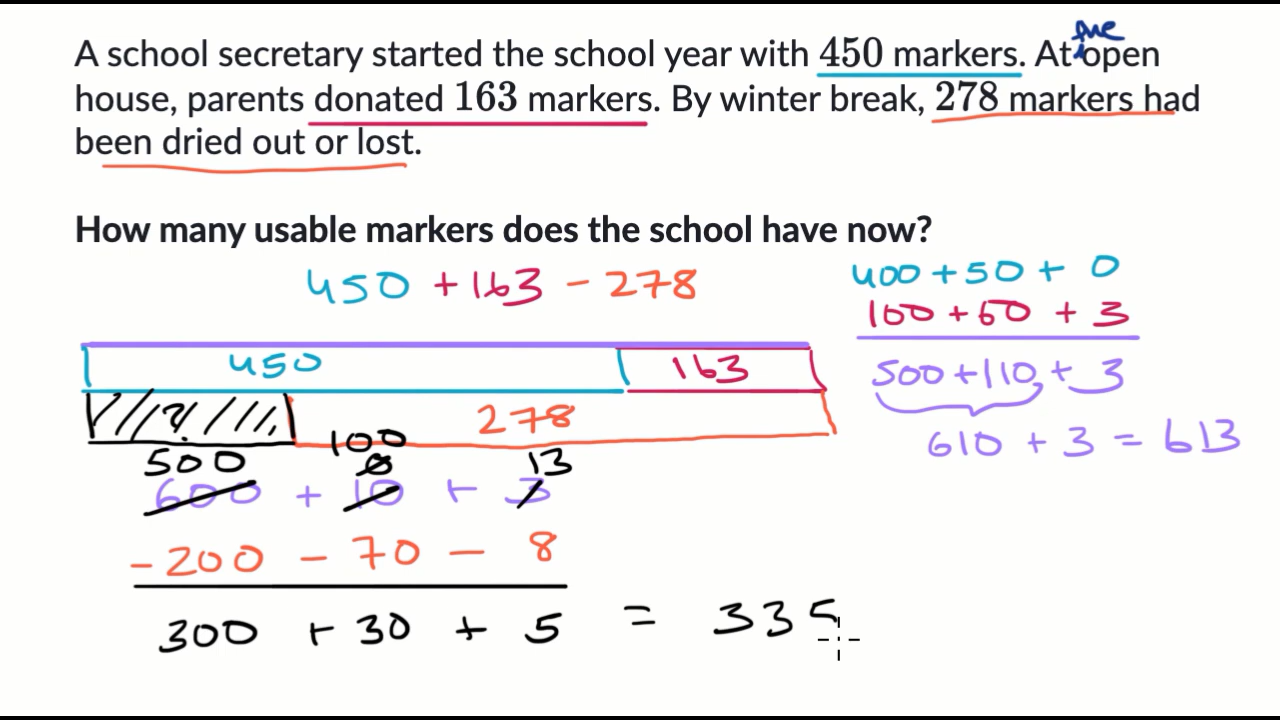 the
A school secretary started the school year with 450 markers. At open
house, parents donated 163 markers. By winter break, 278 markers had
been dried out or lost.
How many usable markers does the school have now?
450 + 163 - 278
400 + 50 + 0
100 + 60 + 3
500 + 110 + 3
610 + 3 = 613
450 163
? 278
500 100 13
0
600 + 10 + 3
- 200 - 70 - 8
300 + 30 + 5 = 335